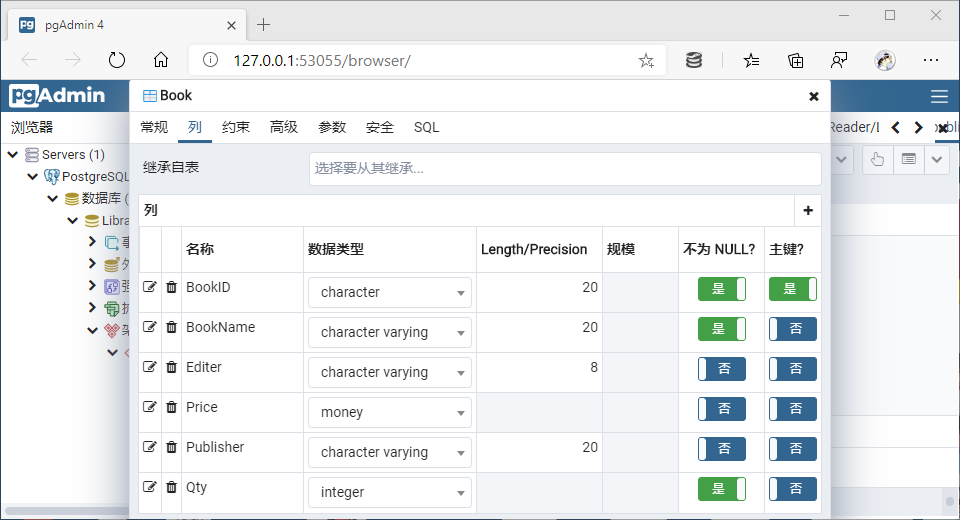 pgAdmin 4
127.0.0.1:53055/browser/
pgAdmin
Book
常规 列 约束 高级 参数 安全 SQL
浏览器
Reader/L
Servers (1)
PostgreSQL
数据库 (
Libra
继承自表 选择要从其继承...
列
名称 数据类型 Length/Precision 规模 不为 NULL? 主键?
BookID character 20 是 是
BookName character varying 20 是 否
Editer character varying 8 否 否
Price money 否 否
Publisher character varying 20 否 否
Qty integer 是 否